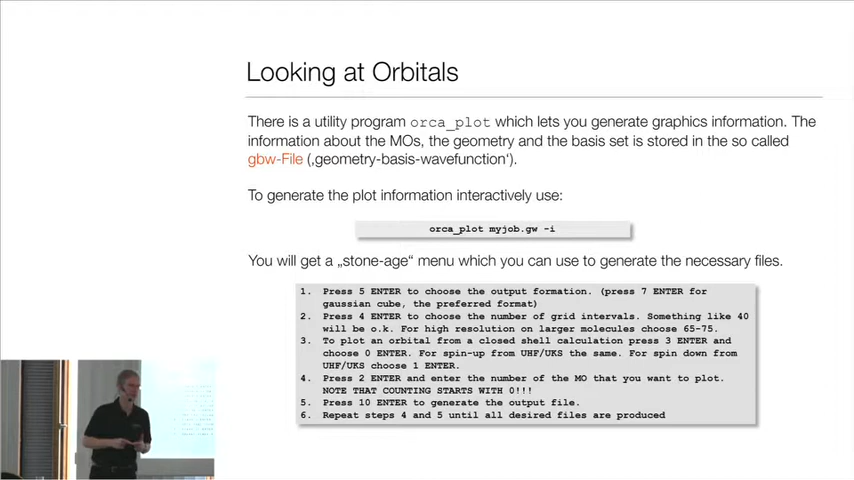 Looking at Orbitals
There is a utility program orca_plot which lets you generate graphics information. The
information about the MOs, the geometry and the basis set is stored in the so called
gbw-File (‚geometry-basis-wavefunction‘).
To generate the plot information interactively use:
orca_plot myjob.gw -i
You will get a „stone-age“ menu which you can use to generate the necessary files.
1. Press 5 ENTER to choose the output formation. (press 7 ENTER for
gaussian cube, the preferred format)
2. Press 4 ENTER to choose the number of grid intervals. Something like 40
will be o.k. For high resolution on larger molecules choose 65-75.
3. To plot an orbital from a closed shell calculation press 3 ENTER and
choose 0 ENTER. For spin-up from UHF/UKS the same. For spin down from
UHF/UKS choose 1 ENTER.
4. Press 2 ENTER and enter the number of the MO that you want to plot.
NOTE THAT COUNTING STARTS WITH 0!!!
5. Press 10 ENTER to generate the output file.
6. Repeat steps 4 and 5 until all desired files are produced